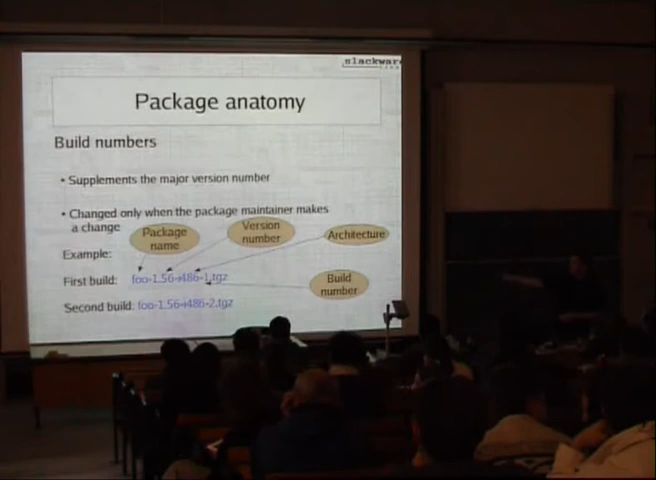 slackware
Package anatomy
Build numbers
• Supplements the major version number
• Changed only when the package maintainer makes
a change
Package
name
Version
number
Architecture
Example:
First build: foo-1.56-i486-1.tgz
Build
number
Second build: foo-1.56-i486-2.tgz